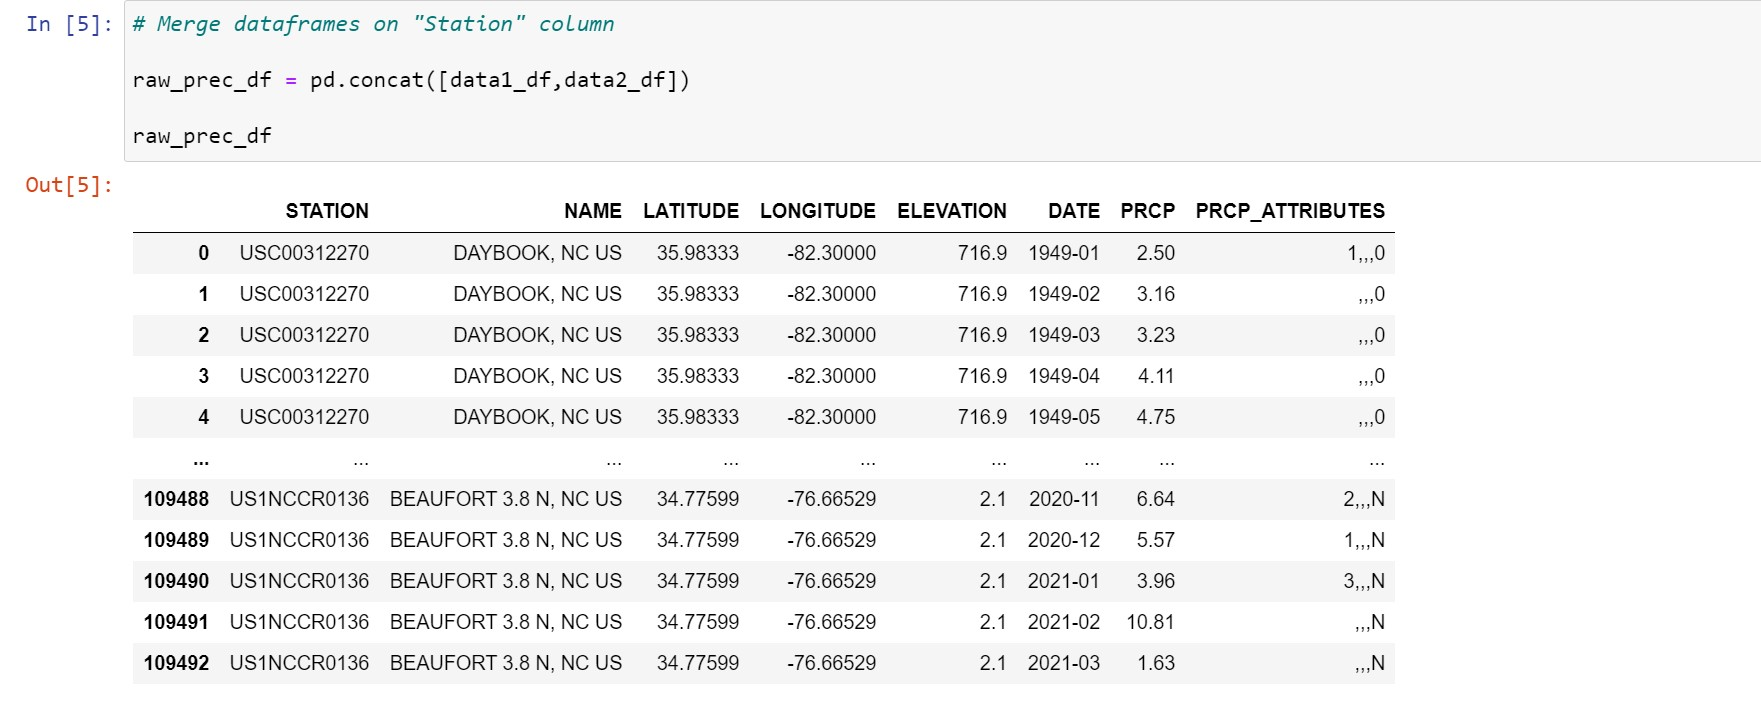 In [5]: # Merge dataframes on "Station" column
raw_prec_df = pd.concat([data1_df,data2_df])
raw_prec_df
Out[5]:
STATION NAME LATITUDE LONGITUDE ELEVATION DATE PRCP PRCP_ATTRIBUTES
0 USC00312270 DAYBOOK, NC US 35.98333 -82.30000 716.9 1949-01 2.50 1,,,0
1 USC00312270 DAYBOOK, NC US 35.98333 -82.30000 716.9 1949-02 3.16 ,,,0
2 USC00312270 DAYBOOK, NC US 35.98333 -82.30000 716.9 1949-03 3.23 ,,,0
3 USC00312270 DAYBOOK, NC US 35.98333 -82.30000 716.9 1949-04 4.11 ,,,0
4 USC00312270 DAYBOOK, NC US 35.98333 -82.30000 716.9 1949-05 4.75 ,,,0
... ... ... ... ... ... ... ... ...
109488 US1NCCR0136 BEAUFORT 3.8 N, NC US 34.77599 -76.66529 2.1 2020-11 6.64 2,,,N
109489 US1NCCR0136 BEAUFORT 3.8 N, NC US 34.77599 -76.66529 2.1 2020-12 5.57 1,,,N
109490 US1NCCR0136 BEAUFORT 3.8 N, NC US 34.77599 -76.66529 2.1 2021-01 3.96 3,,,N
109491 US1NCCR0136 BEAUFORT 3.8 N, NC US 34.77599 -76.66529 2.1 2021-02 10.81 ,,,N
109492 US1NCCR0136 BEAUFORT 3.8 N, NC US 34.77599 -76.66529 2.1 2021-03 1.63 ,,,N